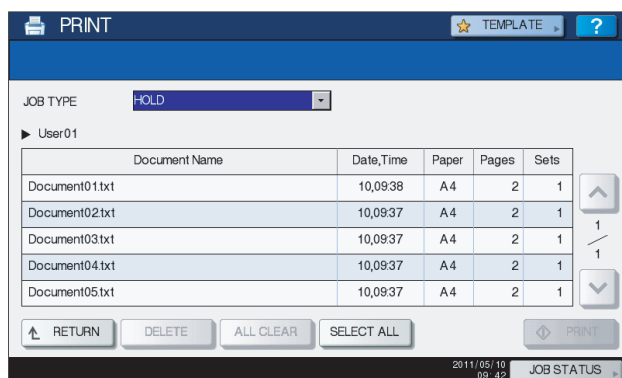 PRINT
TEMPLATE
?
JOB TYPE HOLD
User01
Document Name Date,Time Paper Pages Sets
Document01.txt 10,09:38 A4 2 1
Document02.txt 10,09:37 A4 2 1
Document03.txt 10,09:37 A4 2 1
Document04.txt 10,09:37 A4 2 1
Document05.txt 10,09:37 A4 2 1
1
1
RETURN DELETE ALL CLEAR SELECT ALL PRINT
2011/05/10
09:42
JOB STATUS